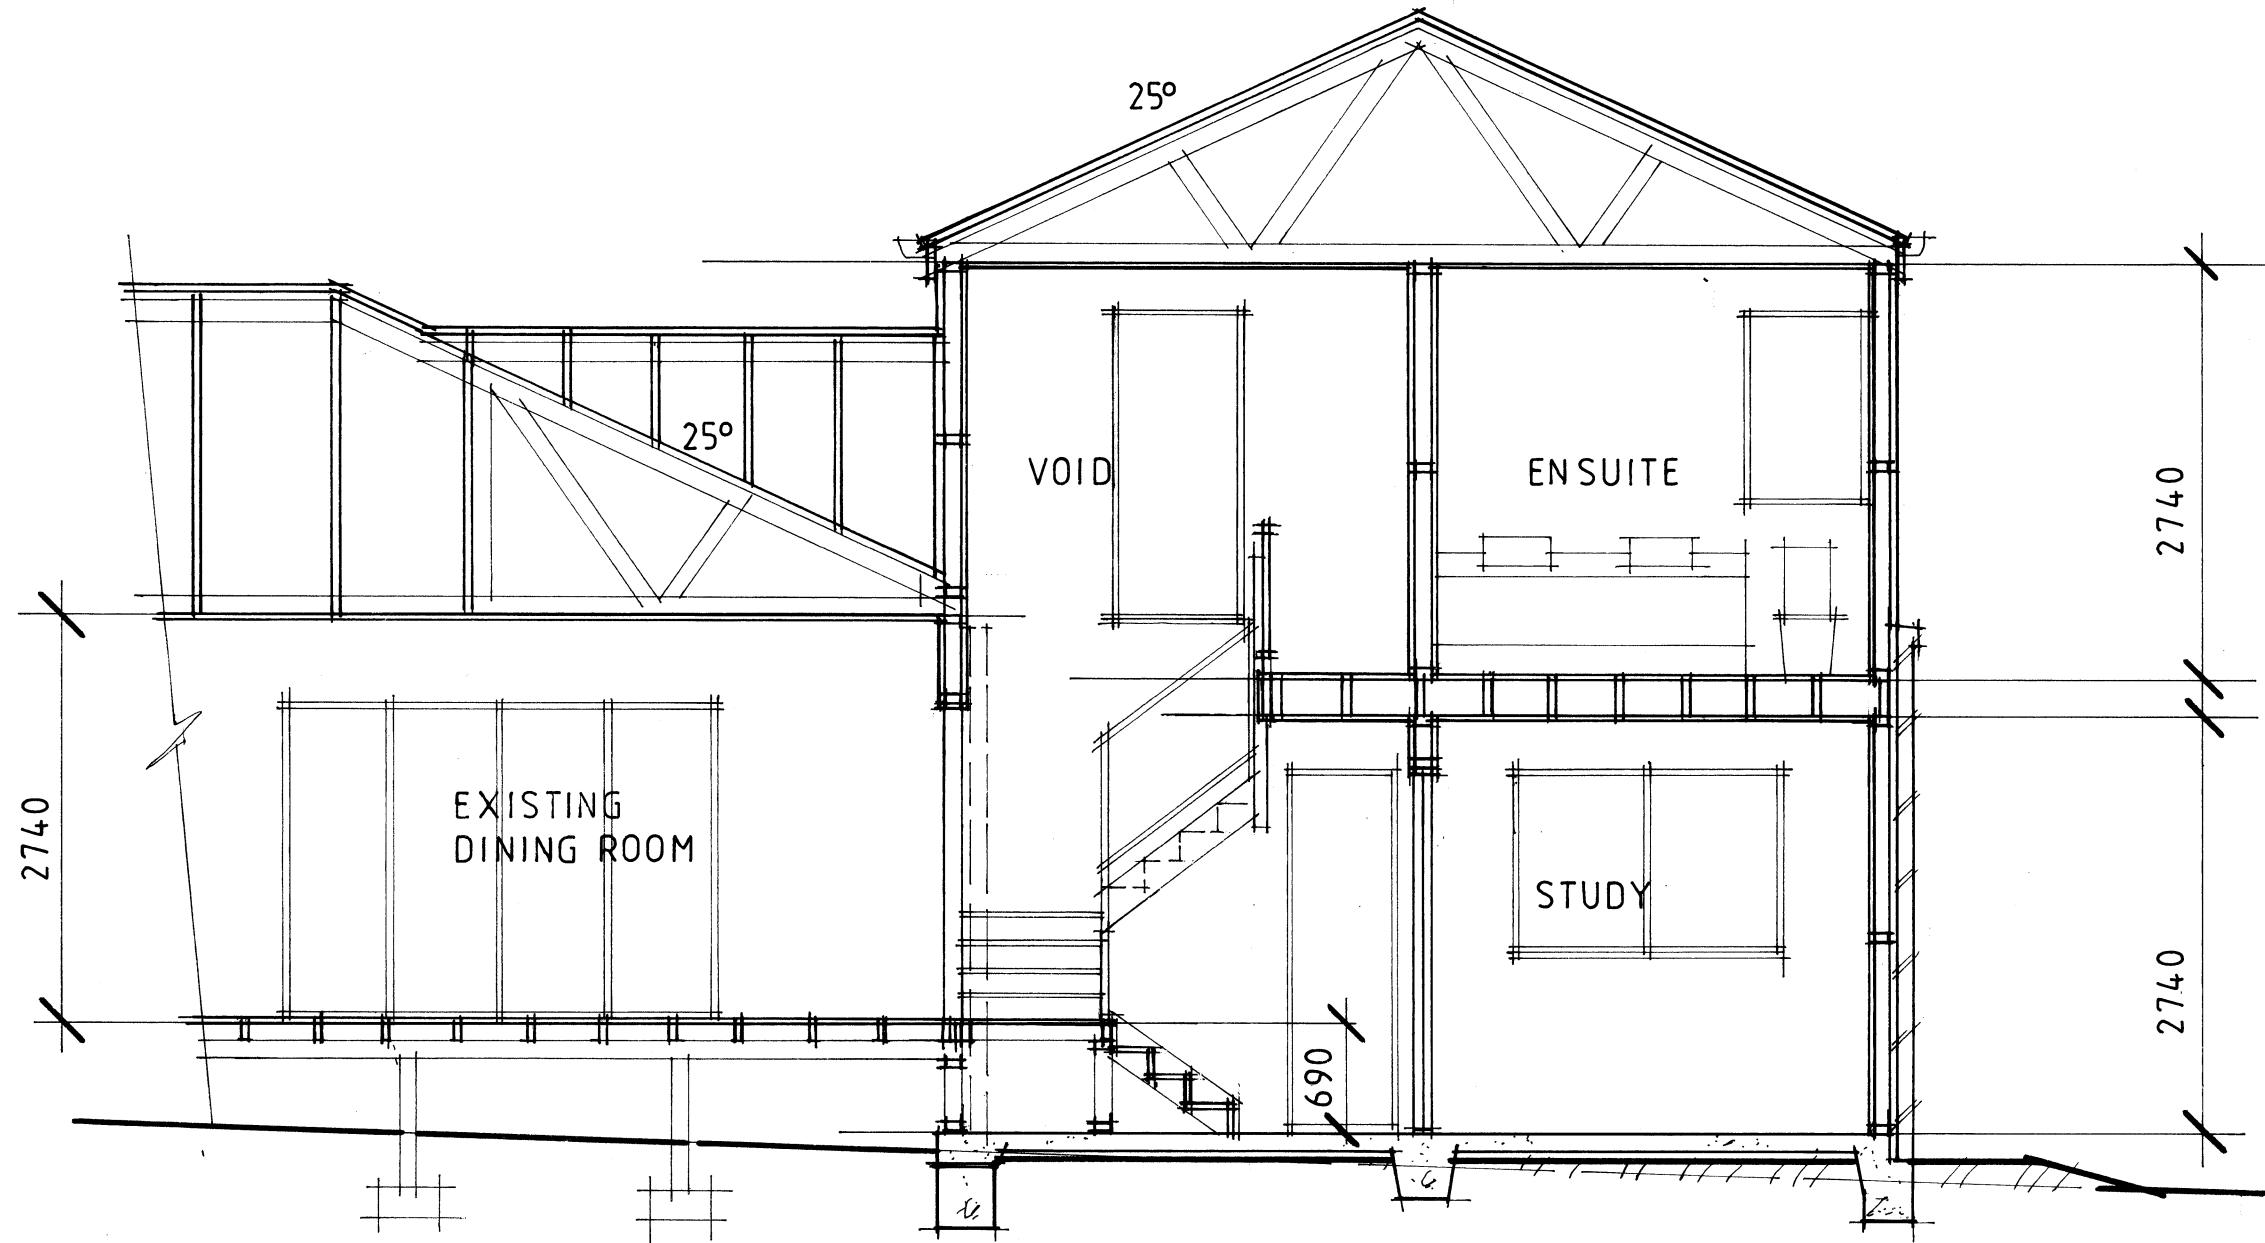 25°
25°
VOID
ENSUITE
2740
EXISTING
DINING ROOM
2740
STUDY
2740
690